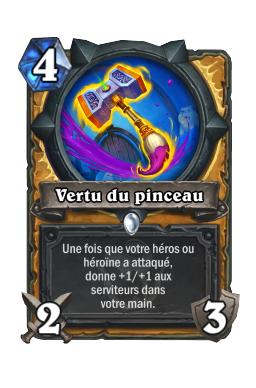 4
Vertu du pinceau
Une fois que votre héros ou
héroïne a attaqué,
donne +1/+1 aux
serviteurs dans
votre main.
2
3